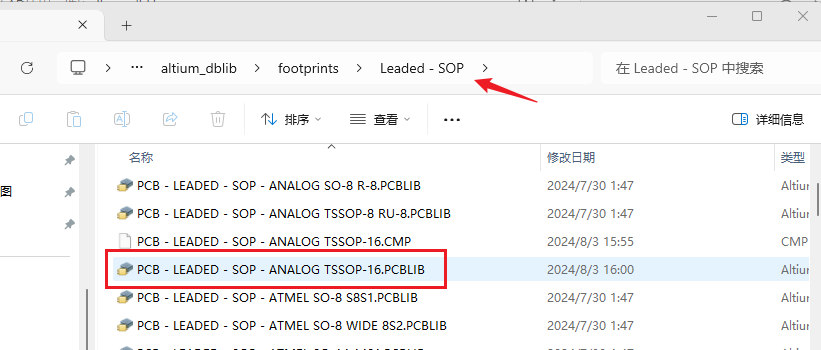 altium_dblib footprints Leaded - SOP 在 Leaded - SOP 中搜索
排序 查看 详细信息
名称 修改日期 类型
PCB - LEADED - SOP - ANALOG SO-8 R-8.PCBLIB 2024/7/30 1:47 Altiu
图 PCB - LEADED - SOP - ANALOG TSSOP-8 RU-8.PCBLIB 2024/7/30 1:47 Altiu
PCB - LEADED - SOP - ANALOG TSSOP-16.CMP 2024/8/3 15:55 CMP
PCB - LEADED - SOP - ANALOG TSSOP-16.PCBLIB 2024/8/3 16:00 Altiu
PCB - LEADED - SOP - ATMEL SO-8 S8S1.PCBLIB 2024/7/30 1:47 Altiu
PCB - LEADED - SOP - ATMEL SO-8 WIDE 8S2.PCBLIB 2024/7/30 1:47 Altiu